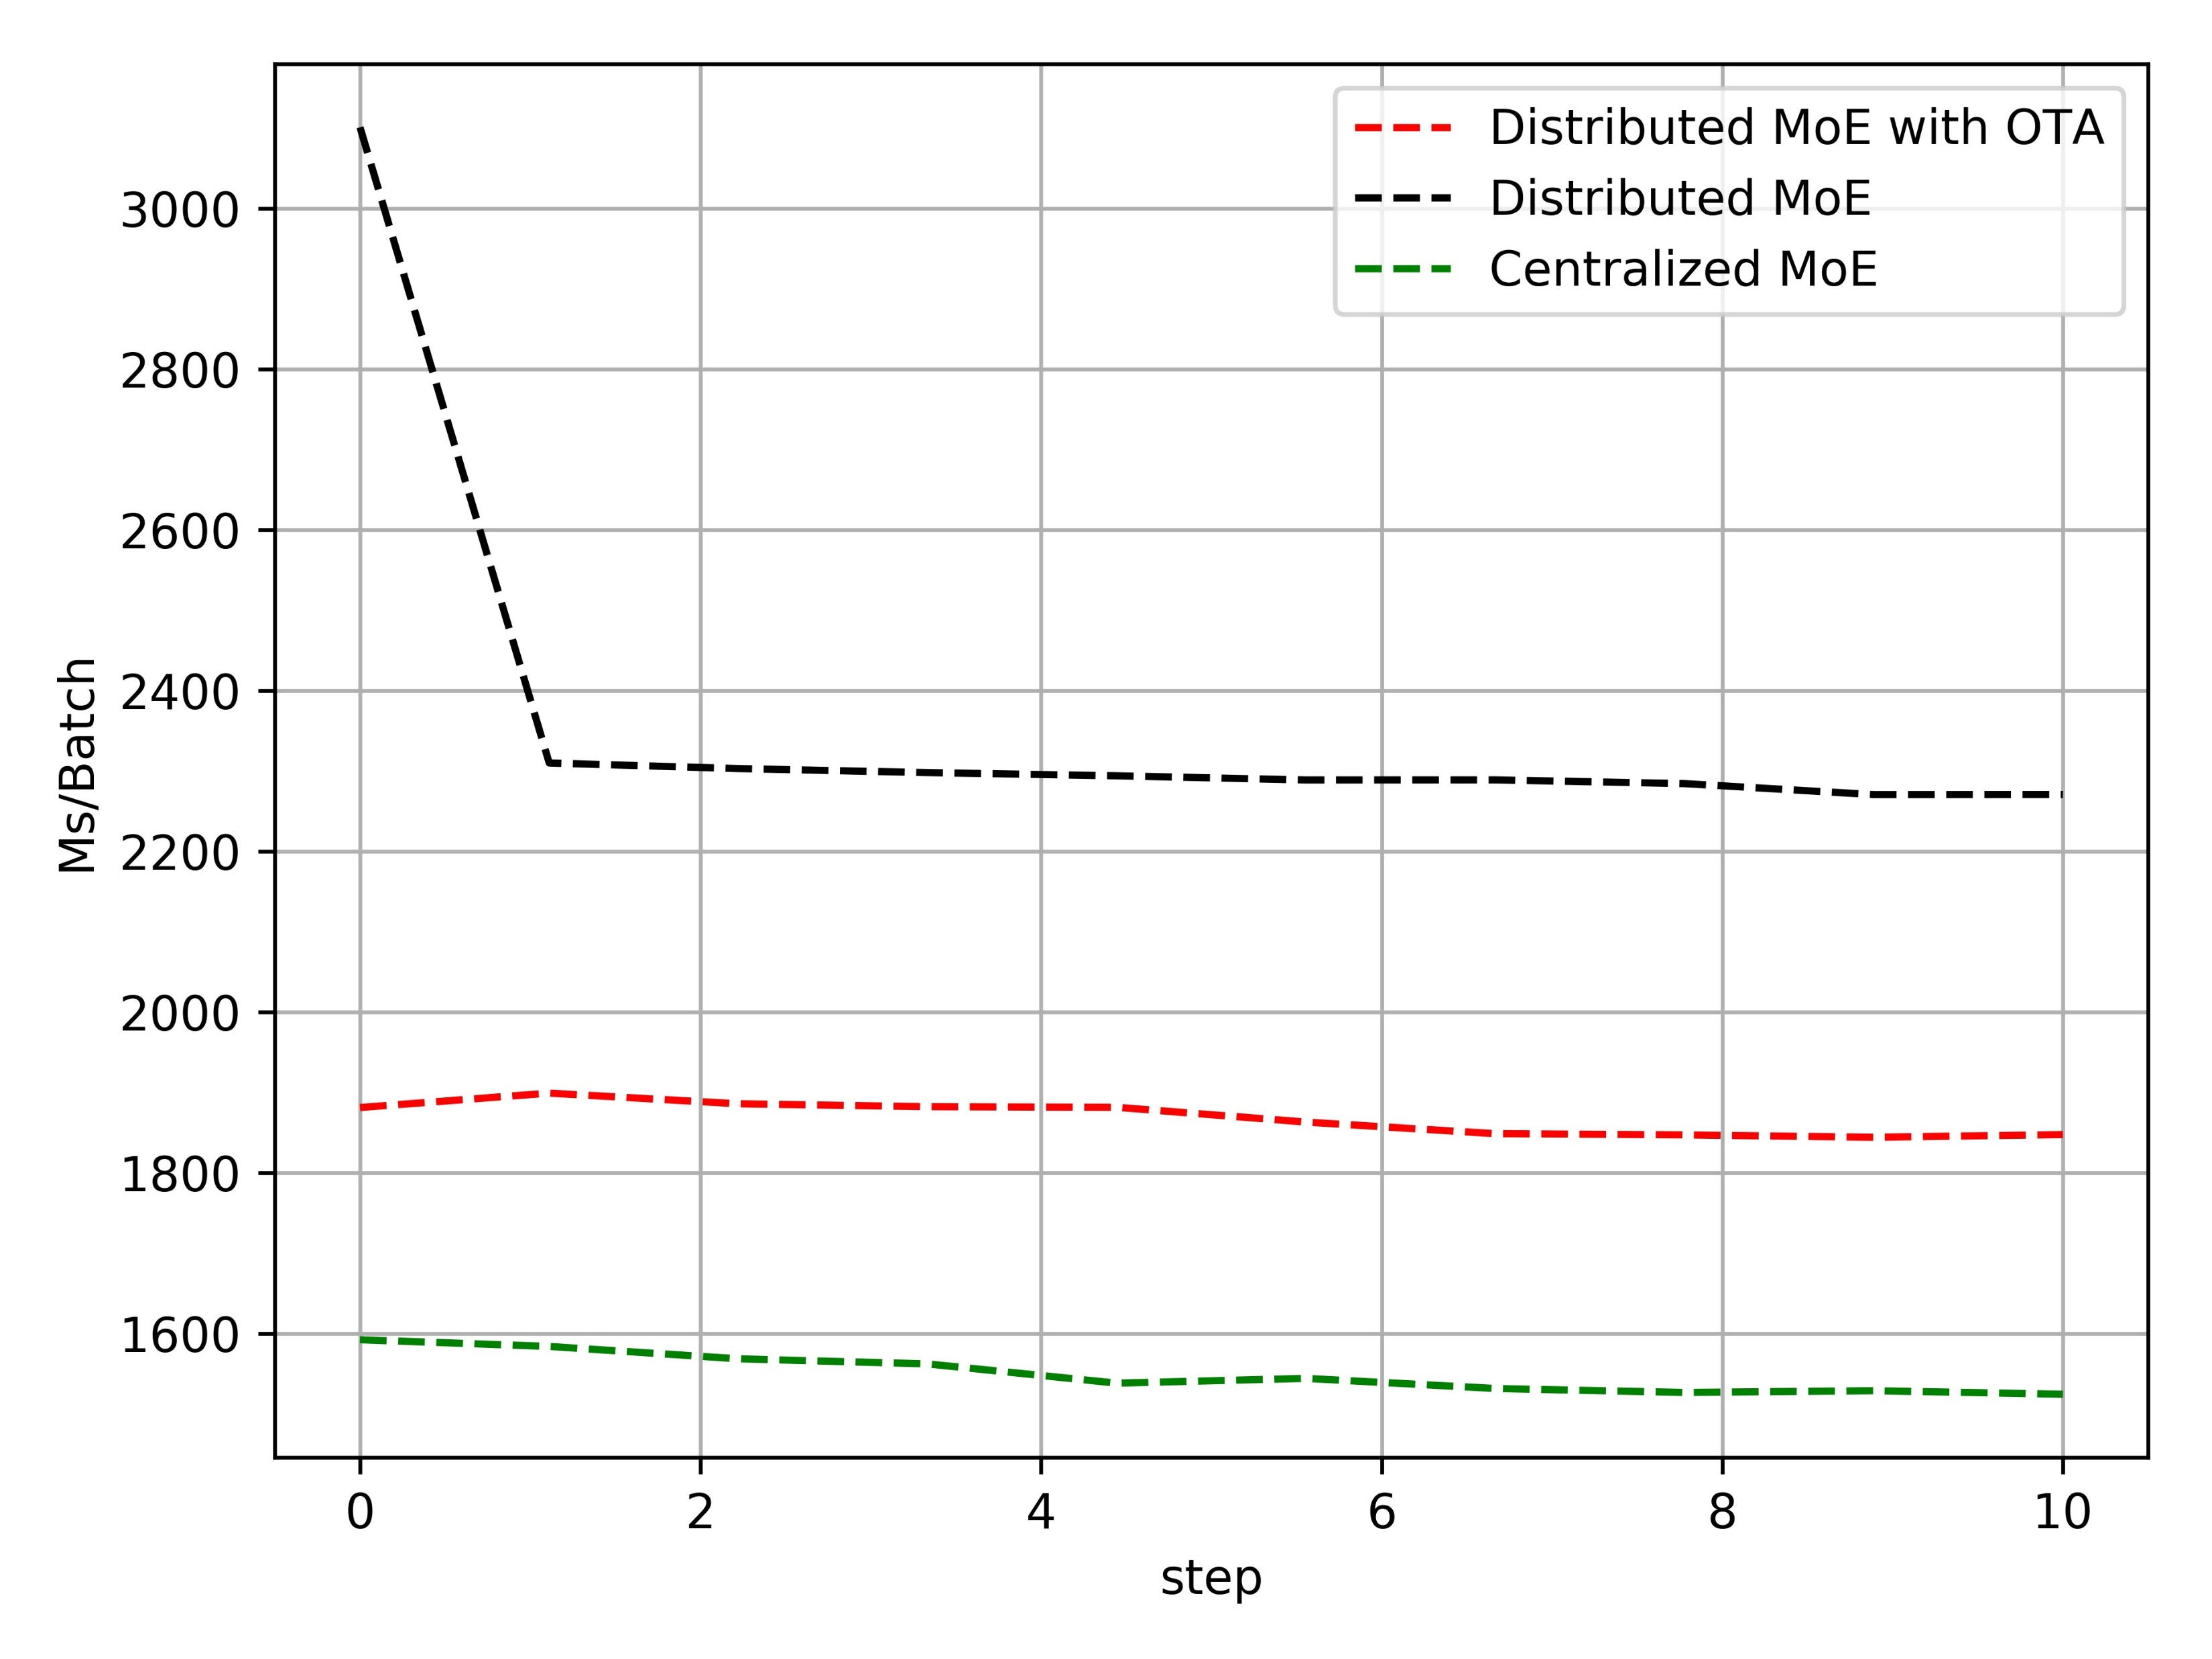 Distributed MoE with OTA
Distributed MoE
Centralized MoE
3000
2800
2600
2400
2200
2000
1800
1600
Ms/Batch
0 2 4 6 8 10
step